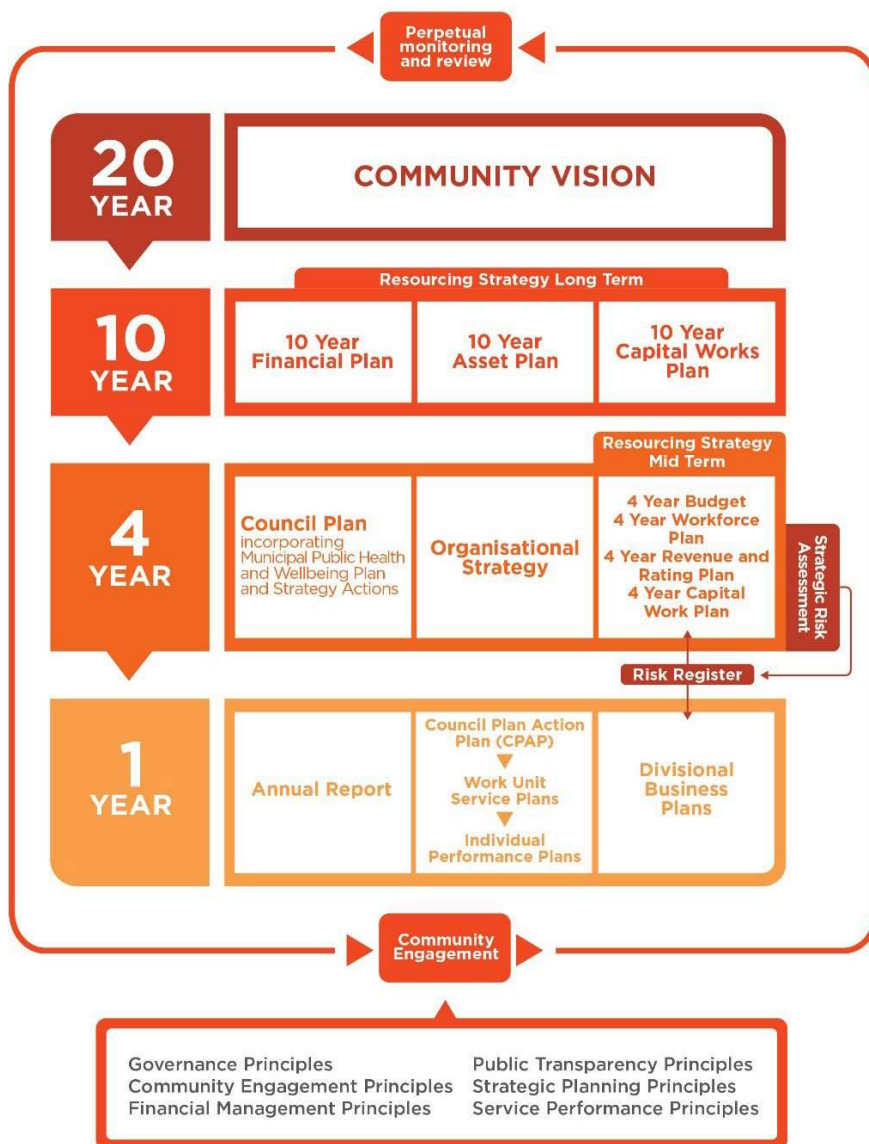 Perpetual
monitoring
and review
20
YEAR
COMMUNITY VISION
Resourcing Strategy Long Term
10
YEAR
10 Year
Financial Plan
10 Year
Asset Plan
10 Year
Capital Works
Plan
Resourcing Strategy
Mid Term
4
YEAR
Council Plan
incorporating
Municipal Public Health
and Wellbeing Plan
and Strategy Actions
Organisational
Strategy
4 Year Budget
4 Year Workforce
Plan
4 Year Revenue and
Rating Plan
4 Year Capital
Work Plan
Strategic Risk
Assessment
Risk Register
1
YEAR
Annual Report
Council Plan Action
Plan (CPAP)
Work Unit
Service Plans
Individual
Performance Plans
Divisional
Business
Plans
Community
Engagement
Governance Principles
Community Engagement Principles
Financial Management Principles
Public Transparency Principles
Strategic Planning Principles
Service Performance Principles